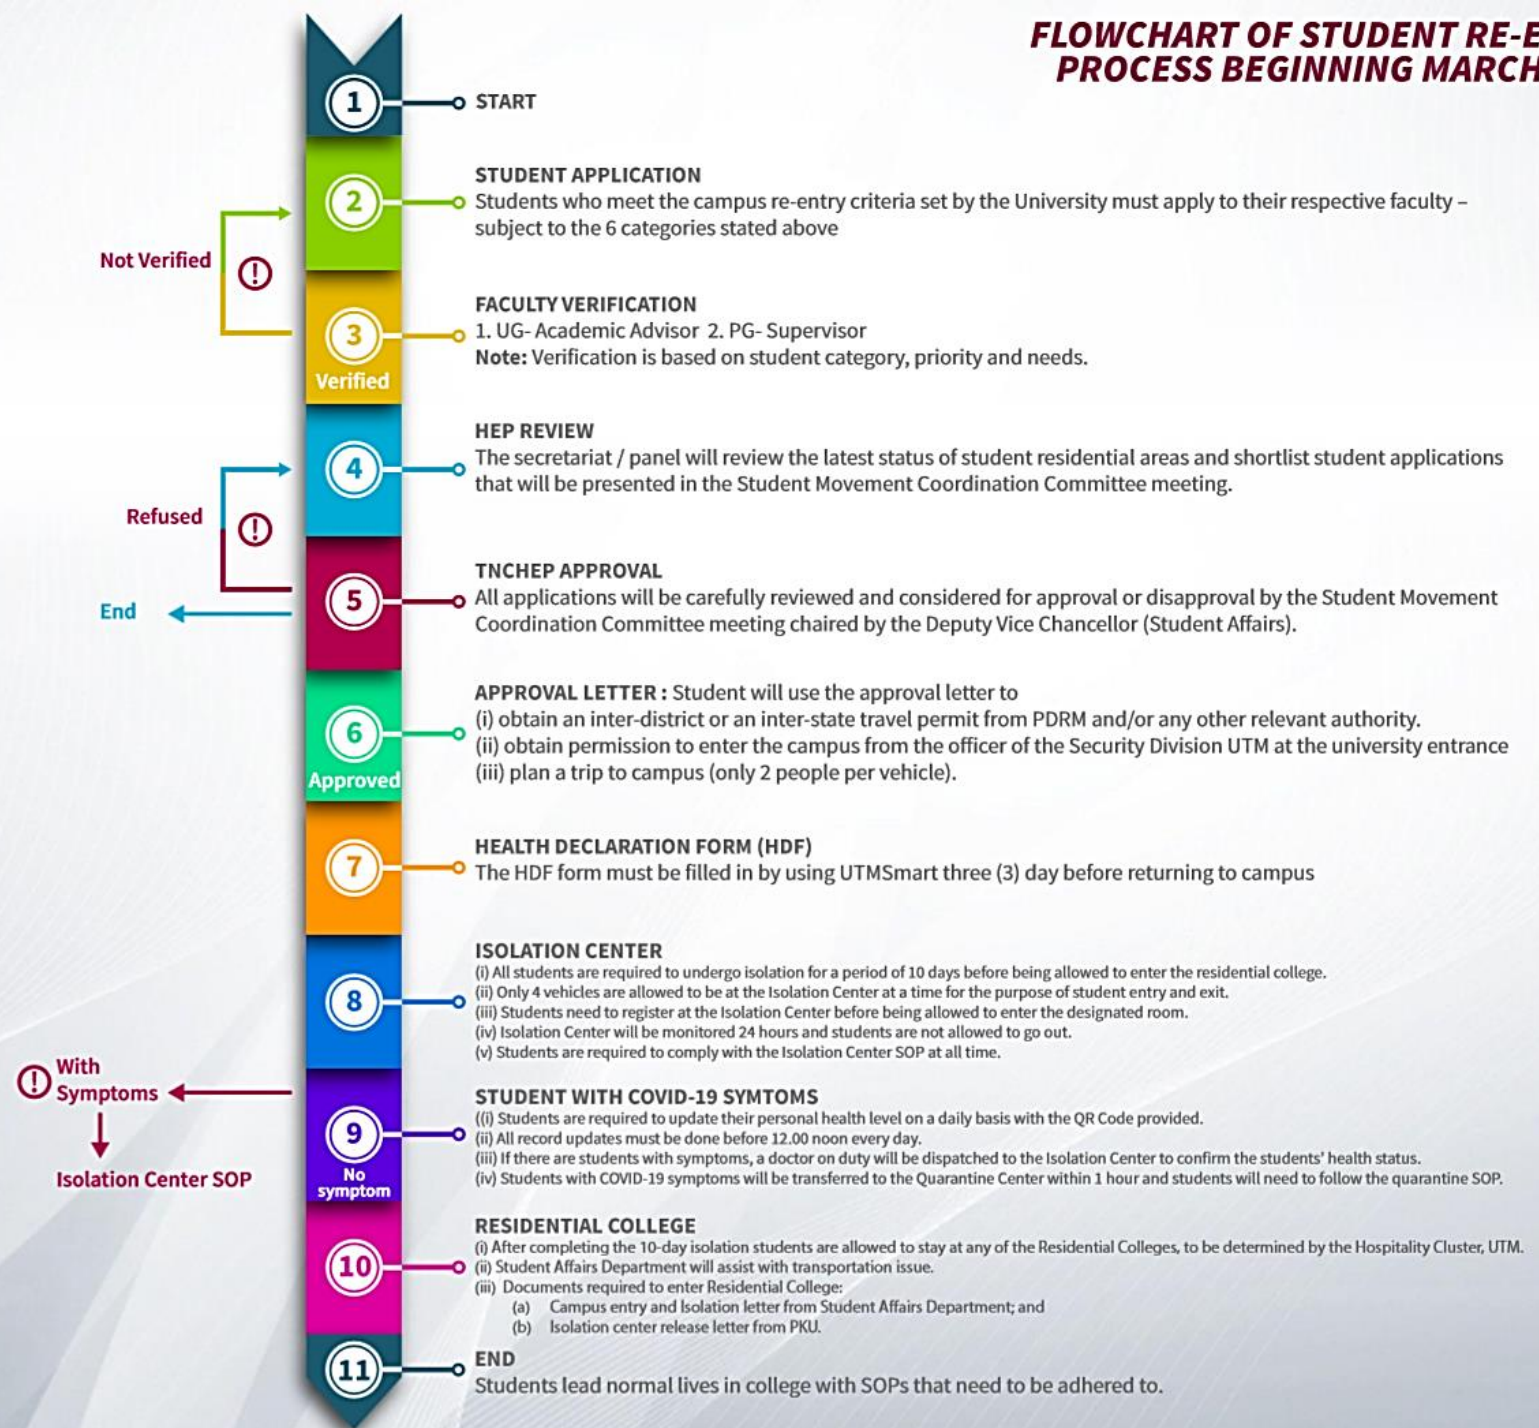 FLOWCHART OF STUDENT RE-E
PROCESS BEGINNING MARCH
1
START
2
STUDENT APPLICATION
Students who meet the campus re-entry criteria set by the University must apply to their respective faculty –
subject to the 6 categories stated above
Not Verified
!
3
Verified
FACULTY VERIFICATION
1. UG- Academic Advisor 2. PG- Supervisor
Note: Verification is based on student category, priority and needs.
4
HEP REVIEW
The secretariat / panel will review the latest status of student residential areas and shortlist student applications
that will be presented in the Student Movement Coordination Committee meeting.
Refused
!
End
5
TNCHEP APPROVAL
All applications will be carefully reviewed and considered for approval or disapproval by the Student Movement
Coordination Committee meeting chaired by the Deputy Vice Chancellor (Student Affairs).
6
Approved
APPROVAL LETTER : Student will use the approval letter to
(i) obtain an inter-district or an inter-state travel permit from PDRM and/or any other relevant authority.
(ii) obtain permission to enter the campus from the officer of the Security Division UTM at the university entrance
(iii) plan a trip to campus (only 2 people per vehicle).
7
HEALTH DECLARATION FORM (HDF)
The HDF form must be filled in by using UTMSmart three (3) day before returning to campus
8
ISOLATION CENTER
(i) All students are required to undergo isolation for a period of 10 days before being allowed to enter the residential college.
(ii) Only 4 vehicles are allowed to be at the Isolation Center at a time for the purpose of student entry and exit.
(iii) Students need to register at the Isolation Center before being allowed to enter the designated room.
(iv) Isolation Center will be monitored 24 hours and students are not allowed to go out.
(v) Students are required to comply with the Isolation Center SOP at all time.
! With
Symptoms
Isolation Center SOP
9
No
symptom
STUDENT WITH COVID-19 SYMTOMS
((i) Students are required to update their personal health level on a daily basis with the QR Code provided.
(ii) All record updates must be done before 12.00 noon every day.
(iii) If there are students with symptoms, a doctor on duty will be dispatched to the Isolation Center to confirm the students' health status.
(iv) Students with COVID-19 symptoms will be transferred to the Quarantine Center within 1 hour and students will need to follow the quarantine SOP.
10
RESIDENTIAL COLLEGE
(i) After completing the 10-day isolation students are allowed to stay at any of the Residential Colleges, to be determined by the Hospitality Cluster, UTM.
(ii) Student Affairs Department will assist with transportation issue.
(iii) Documents required to enter Residential College:
(a) Campus entry and Isolation letter from Student Affairs Department; and
(b) Isolation center release letter from PKU.
11
END
Students lead normal lives in college with SOPs that need to be adhered to.